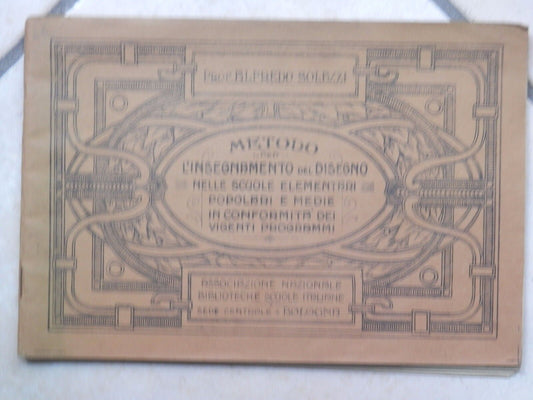 PROF. ALFREDO SOLEZZI
METODO
PER
L'INSEGNAMENTO DEL DISEGNO
NELLE SCUOLE ELEMENTARI
POPOLARI E MEDIE
IN CONFORMITÀ DEI
VIGENTI PROGRAMMI
ASSOCIAZIONE NAZIONALE
BIBLIOTECHE SCUOLE ITALIANE
SEDE CENTRALE - BOLOGNA